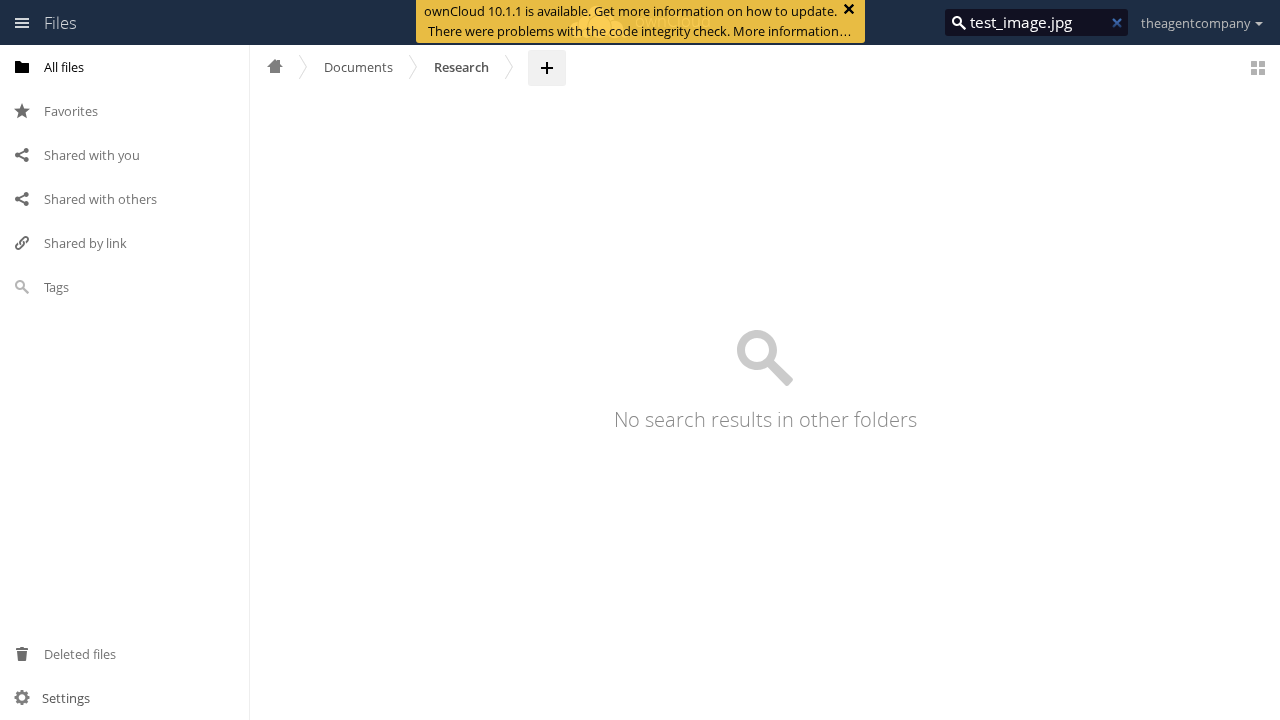 Files
ownCloud 10.1.1 is available. Get more information on how to update.
There were problems with the code integrity check. More information…
ownCloud
test_image.jpg
theagentcompany
All files
Documents
Research
Favorites
Shared with you
Shared with others
Shared by link
Tags
No search results in other folders
Deleted files
Settings